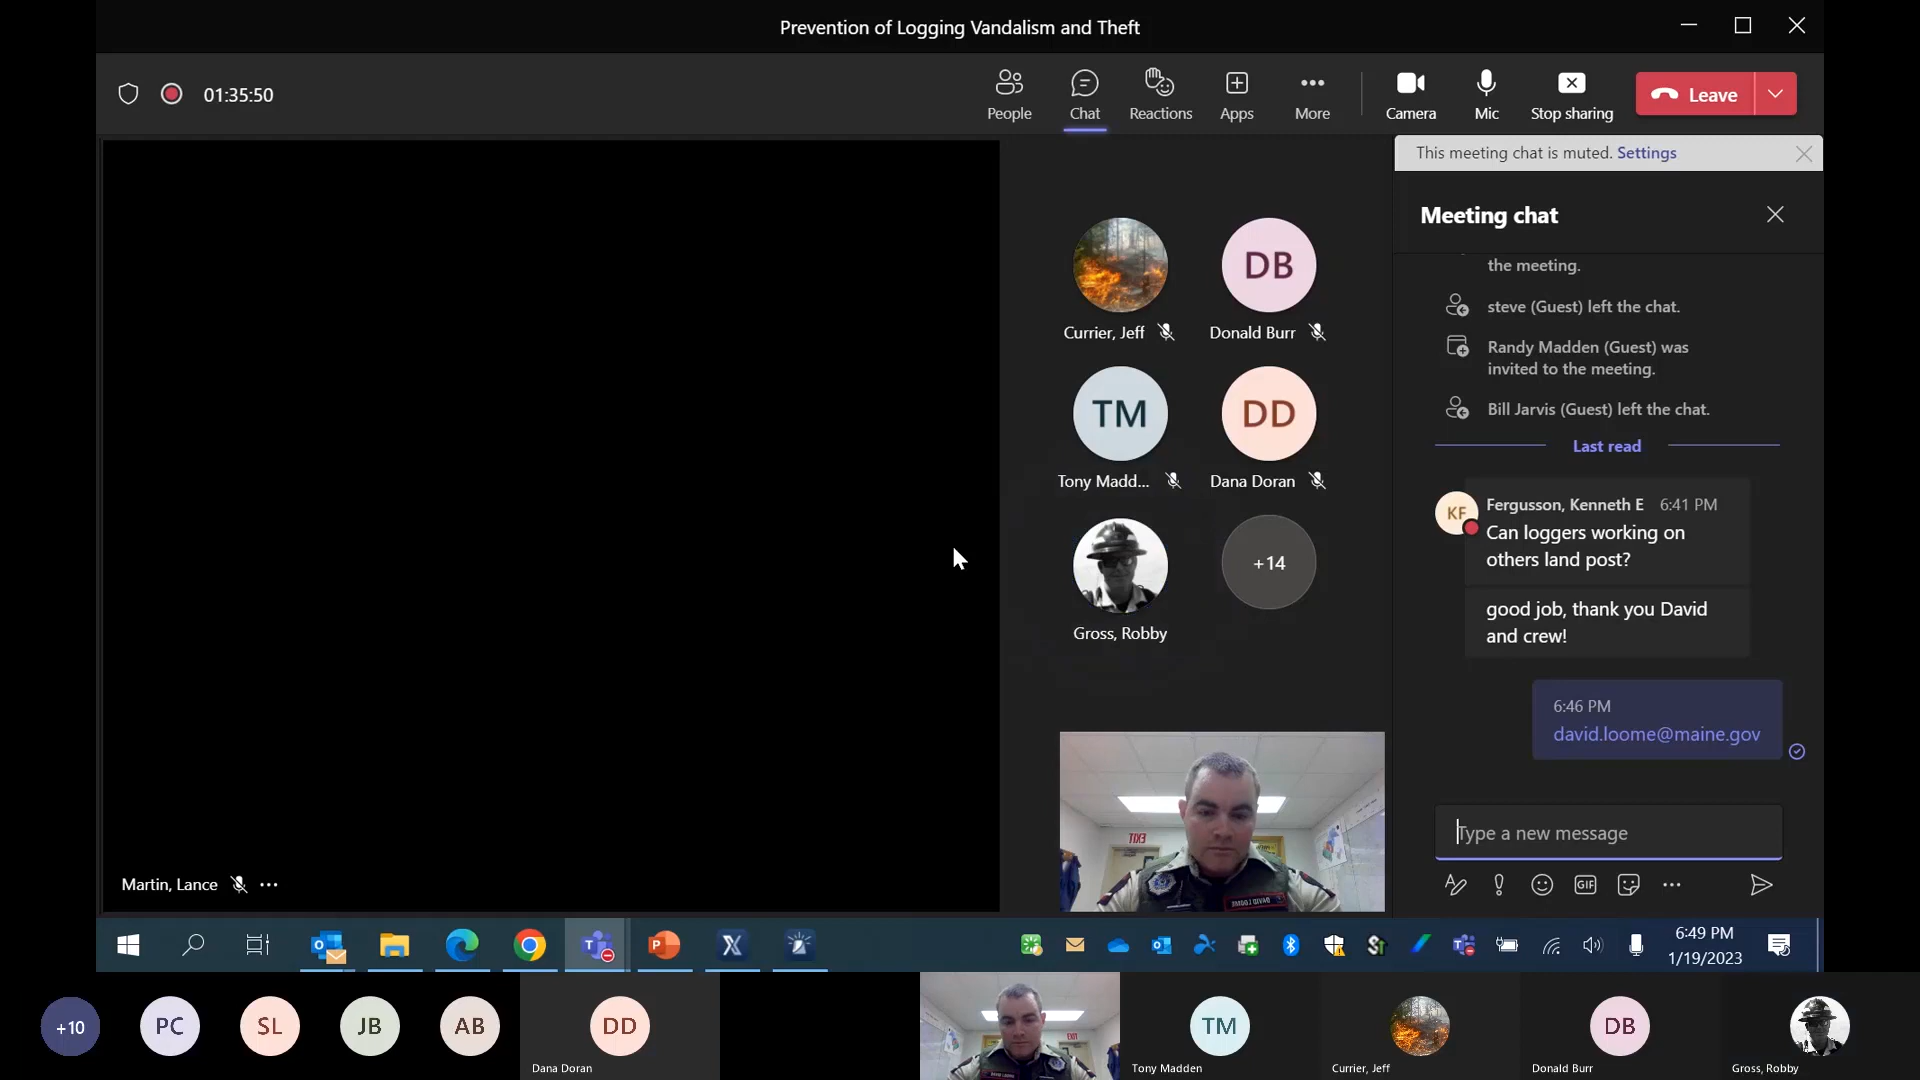 Prevention of Logging Vandalism and Theft
01:35:50
People
Chat
Reactions
Apps
More
Camera
Mic
Stop sharing
Leave
This meeting chat is muted. Settings
Meeting chat
the meeting.
steve (Guest) left the chat.
Randy Madden (Guest) was
invited to the meeting.
Bill Jarvis (Guest) left the chat.
Last read
KF
Fergusson, Kenneth E 6:41 PM
Can loggers working on
others land post?
good job, thank you David
and crew!
6:46 PM
david.loome@maine.gov
Type a new message
GIF
DB
Currier, Jeff
Donald Burr
TM
DD
Tony Madd...
Dana Doran
+14
Gross, Robby
EXIT
DAVID LOOME
Martin, Lance
6:49 PM
1/19/2023
+10
PC
SL
JB
AB
DD
Dana Doran
TM
Tony Madden
Currier, Jeff
DB
Donald Burr
Gross, Robby